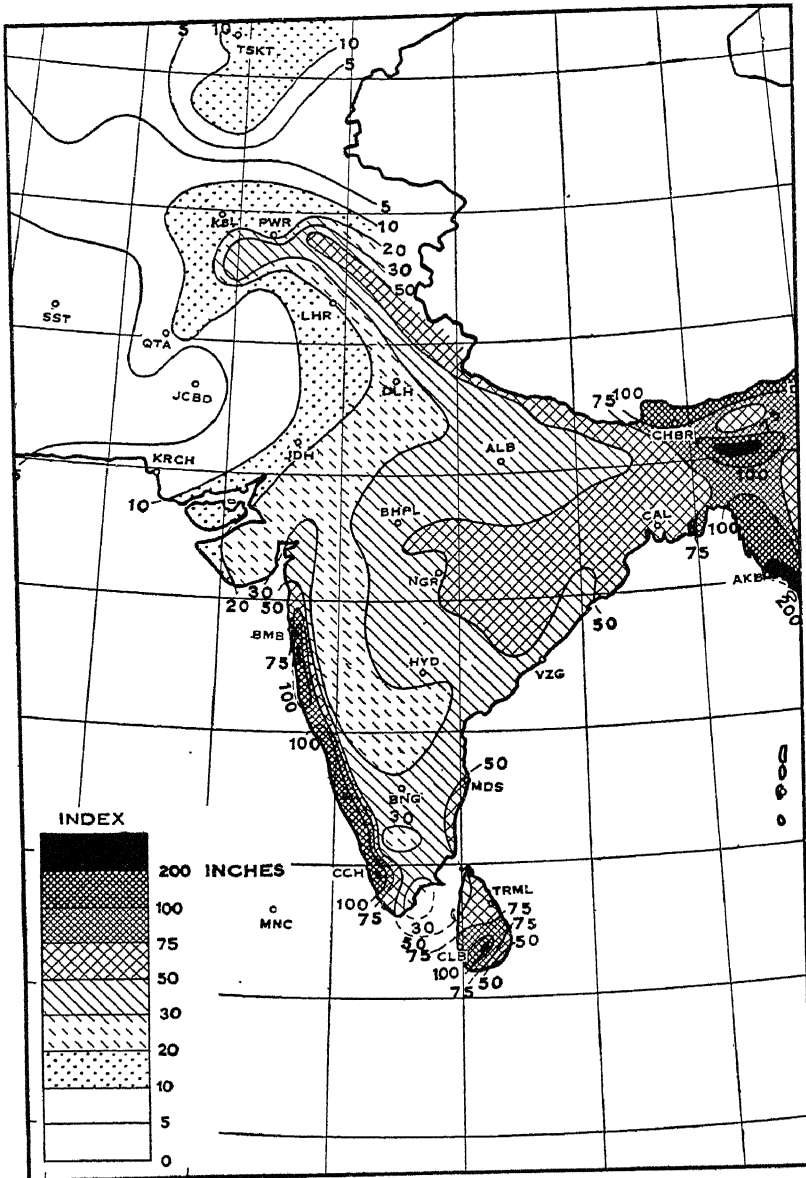 5 10
TSKT
10
5
5
10
20
30
50
KBL PWR
SST
LHR
QTA
JCBD
DLH
75 100
CHBR
100
KRCH
JDH
ALB
10
BHPL
CAL
100
75
NGR
AKB
200
30
20 50
50
BMB
75
HYD
VZG
100
100
50
MDS
BNG
30
INDEX
200 INCHES
100
75
50
30
20
10
5
0
CCH
100
75
MNC
TRML
75
75
30
50
50
75
CLB
100
50
75